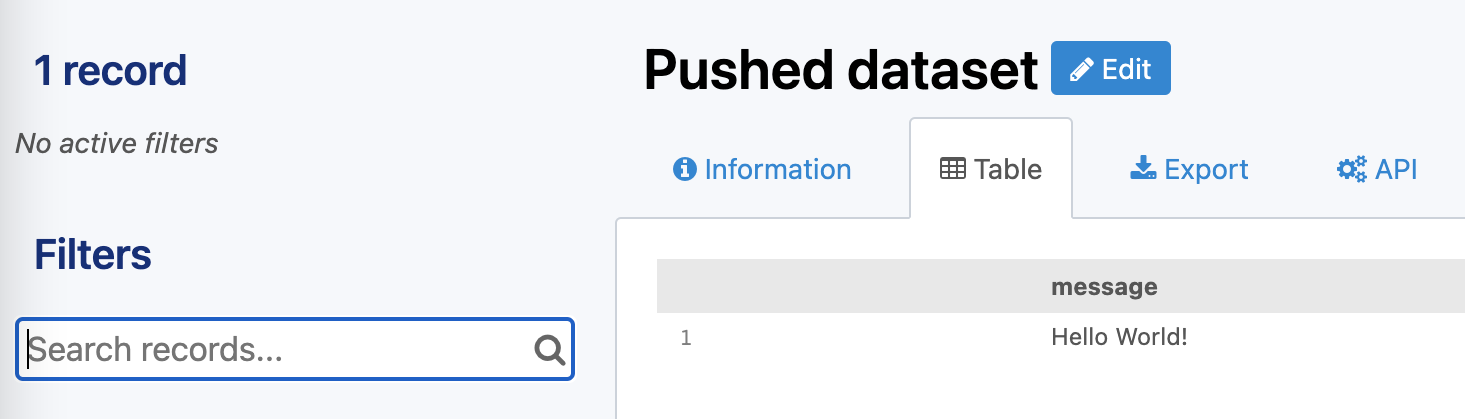 1 record
No active filters
Filters
Search records...
Pushed dataset
Edit
Information
Table
Export
API
message
1
Hello World!